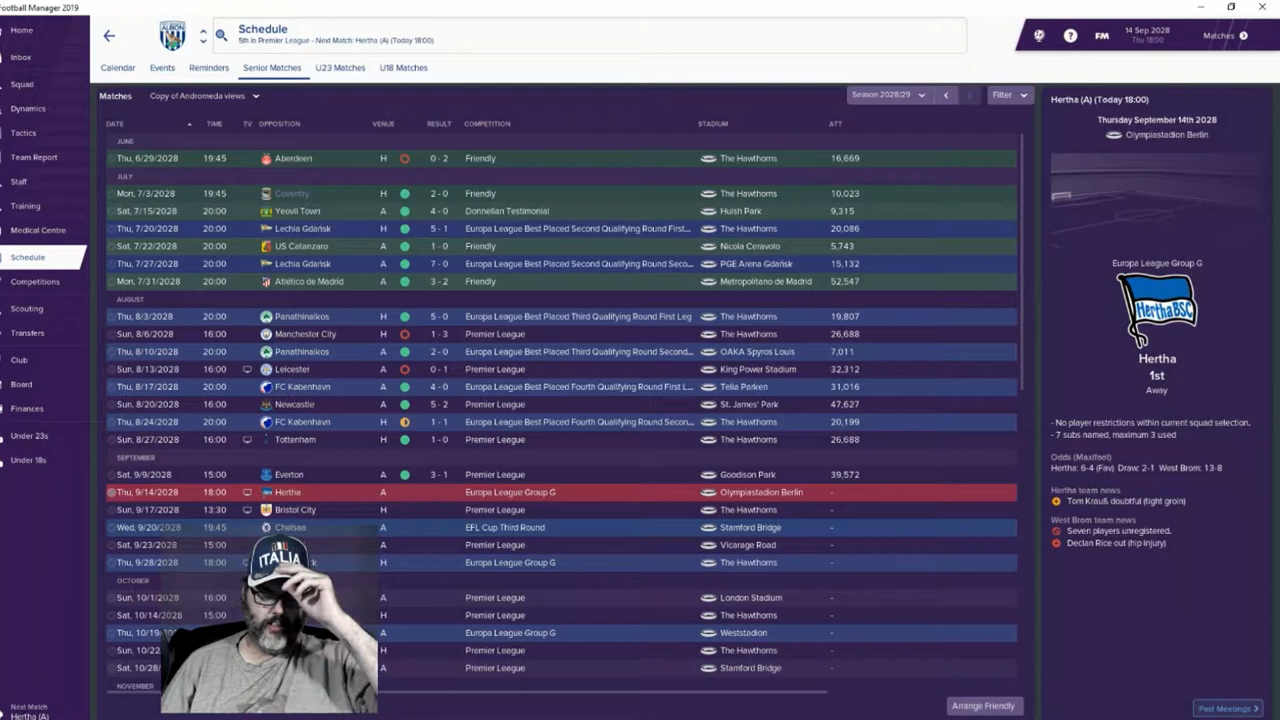 Football Manager 2019
Home
Inbox
Squad
Dynamics
Tactics
Team Report
Staff
Training
Medical Centre
Schedule
Competitions
Scouting
Transfers
Club
Board
Finances
Under 23s
Under 18s
Next Match
Hertha (A)
ALBION
Schedule
5th in Premier League - Next Match: Hertha (A) (Today 18:00)
?
FM
14 Sep 2028
Thu 18:00
Matches
Calendar Events Reminders Senior Matches U23 Matches U18 Matches
Matches Copy of Andromeda views Season 2028/29 Filter
DATE TIME TV OPPOSITION VENUE RESULT COMPETITION STADIUM ATT
JUNE
Thu, 6/29/2028 19:45 Aberdeen H 0 - 2 Friendly The Hawthorns 16,669
JULY
Mon, 7/3/2028 19:45 Coventry H 2 - 0 Friendly The Hawthorns 10,023
Sat, 7/15/2028 20:00 Yeovil Town A 4 - 0 Donnellan Testimonial Huish Park 9,315
Thu, 7/20/2028 20:00 Lechia Gdańsk H 5 - 1 Europa League Best Placed Second Qualifying Round First... The Hawthorns 20,086
Sat, 7/22/2028 20:00 US Catanzaro A 1 - 0 Friendly Nicola Ceravolo 5,743
Thu, 7/27/2028 20:00 Lechia Gdańsk A 7 - 0 Europa League Best Placed Second Qualifying Round Seco... PGE Arena Gdańsk 15,132
Mon, 7/31/2028 20:00 Atlético de Madrid A 3 - 2 Friendly Metropolitano de Madrid 52,547
AUGUST
Thu, 8/3/2028 20:00 Panathinaikos H 5 - 0 Europa League Best Placed Third Qualifying Round First Leg The Hawthorns 19,807
Sun, 8/6/2028 16:00 Manchester City H 1 - 3 Premier League The Hawthorns 26,688
Thu, 8/10/2028 20:00 Panathinaikos A 2 - 0 Europa League Best Placed Third Qualifying Round Second... OAKA Spyros Louis 7,011
Sun, 8/13/2028 16:00 Leicester A 0 - 1 Premier League King Power Stadium 32,312
Thu, 8/17/2028 20:00 FC København A 4 - 0 Europa League Best Placed Fourth Qualifying Round First L... Telia Parken 31,016
Sun, 8/20/2028 16:00 Newcastle A 5 - 2 Premier League St. James' Park 47,627
Thu, 8/24/2028 20:00 FC København H 1 - 1 Europa League Best Placed Fourth Qualifying Round Secon... The Hawthorns 20,199
Sun, 8/27/2028 16:00 Tottenham H 1 - 0 Premier League The Hawthorns 26,688
SEPTEMBER
Sat, 9/9/2028 15:00 Everton A 3 - 1 Premier League Goodison Park 39,572
Thu, 9/14/2028 18:00 Hertha A Europa League Group G Olympiastadion Berlin -
Sun, 9/17/2028 13:30 Bristol City H Premier League The Hawthorns -
Wed, 9/20/2028 19:45 Chelsea A EFL Cup Third Round Stamford Bridge -
Sat, 9/23/2028 15:00 A Premier League Vicarage Road -
Thu, 9/28/2028 18:00 H Europa League Group G The Hawthorns -
OCTOBER
Sun, 10/1/2028 16:00 A Premier League London Stadium -
Sat, 10/14/2028 15:00 H Premier League The Hawthorns -
Thu, 10/19/ A Europa League Group G Weststadion -
Sun, 10/22 H Premier League The Hawthorns -
Sat, 10/28/ A Premier League Stamford Bridge -
NOVEMBER
ITALIA
Arrange Friendly
Hertha (A) (Today 18:00)
Thursday September 14th 2028
Olympiastadion Berlin
Europa League Group G
Hertha BSC
Hertha
1st
Away
- No player restrictions within current squad selection.
- 7 subs named, maximum 3 used
Odds (Maxifoot)
Hertha: 6-4 (Fav) Draw: 2-1 West Brom: 13-8
Hertha team news
Tom Krauß doubtful (tight groin)
West Brom team news
Seven players unregistered.
Declan Rice out (hip injury)
Past Meetings